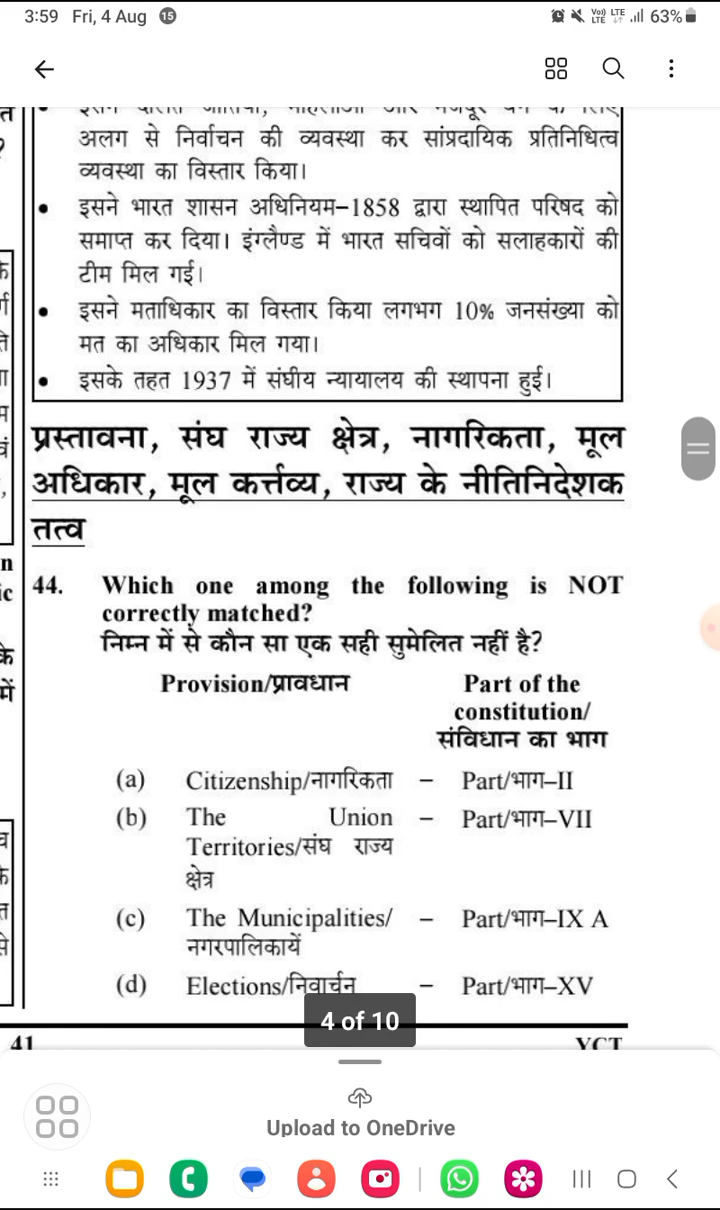 3:59 Fri, 4 Aug 15
Vo) LTE LTE 63%
अलग से निर्वाचन की व्यवस्था कर सांप्रदायिक प्रतिनिधित्व
व्यवस्था का विस्तार किया।
• इसने भारत शासन अधिनियम–1858 द्वारा स्थापित परिषद को
समाप्त कर दिया। इंग्लैण्ड में भारत सचिवों को सलाहकारों की
टीम मिल गई।
• इसने मताधिकार का विस्तार किया लगभग 10% जनसंख्या को
मत का अधिकार मिल गया।
• इसके तहत 1937 में संघीय न्यायालय की स्थापना हुई।
प्रस्तावना, संघ राज्य क्षेत्र, नागरिकता, मूल
अधिकार, मूल कर्त्तव्य, राज्य के नीतिनिदेशक
तत्व
44. Which one among the following is NOT
correctly matched?
निम्न में से कौन सा एक सही सुमेलित नहीं है?
Provision/प्रावधान Part of the
constitution/
संविधान का भाग
(a) Citizenship/नागरिकता – Part/भाग–II
(b) The Union – Part/भाग–VII
Territories/संघ राज्य
क्षेत्र
(c) The Municipalities/ – Part/भाग–IX A
नगरपालिकायें
(d) Elections/निवार्चन – Part/भाग–XV
4 of 10
41 YCT
Upload to OneDrive